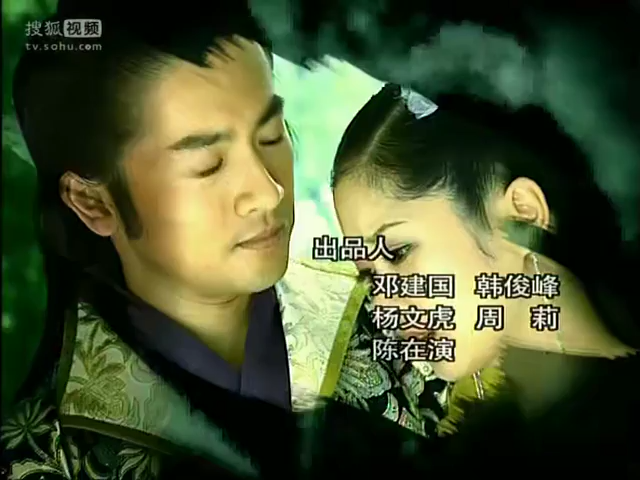 搜狐视频
tv.sohu.com
出品人
邓建国 韩俊峰
杨文虎 周 莉
陈在演